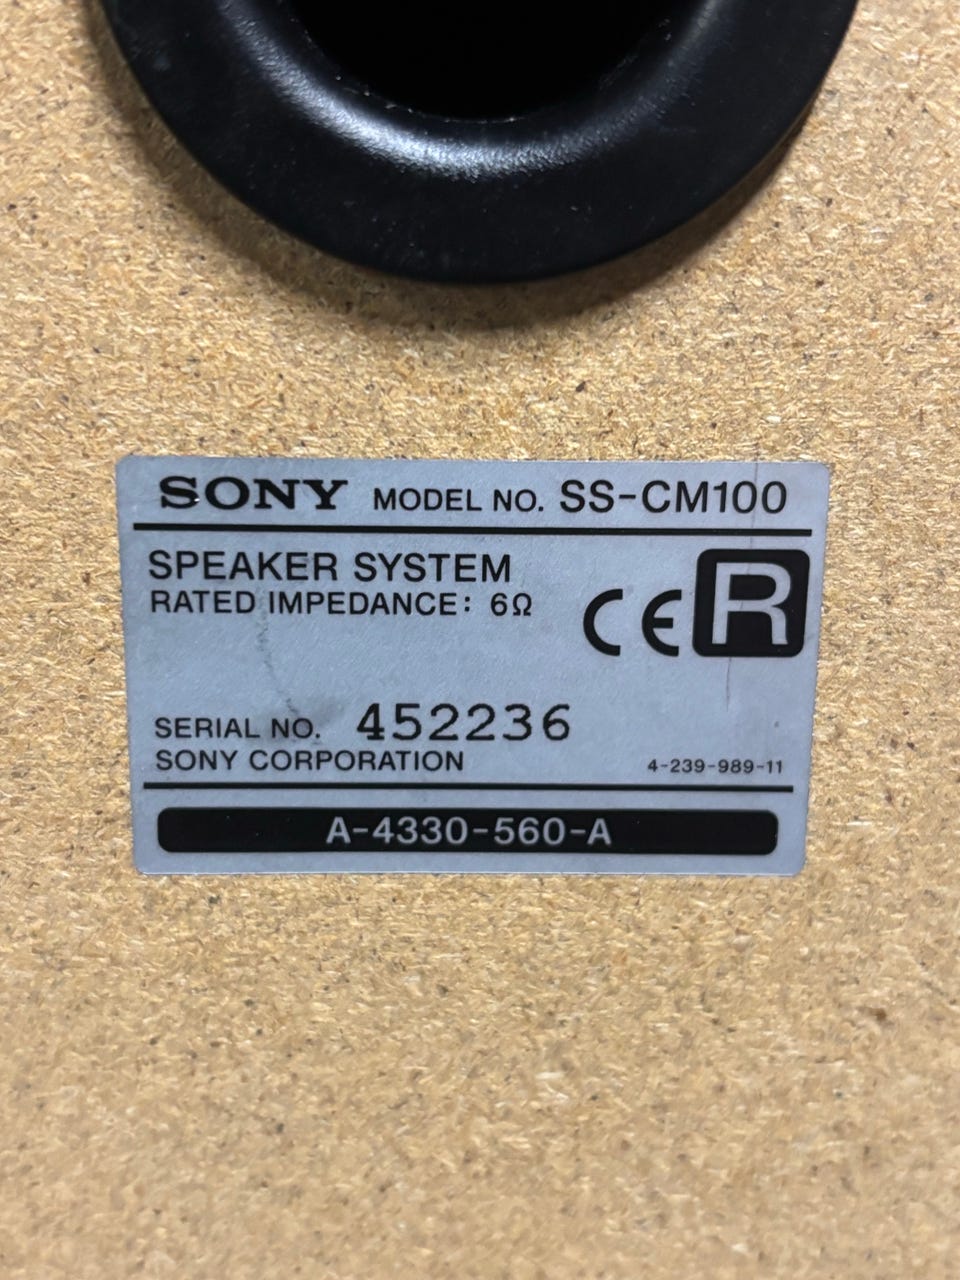 SONY MODEL NO. SS-CM100
SPEAKER SYSTEM
RATED IMPEDANCE: 6Ω
CE R
SERIAL NO. 452236
SONY CORPORATION 4-239-989-11
A-4330-560-A